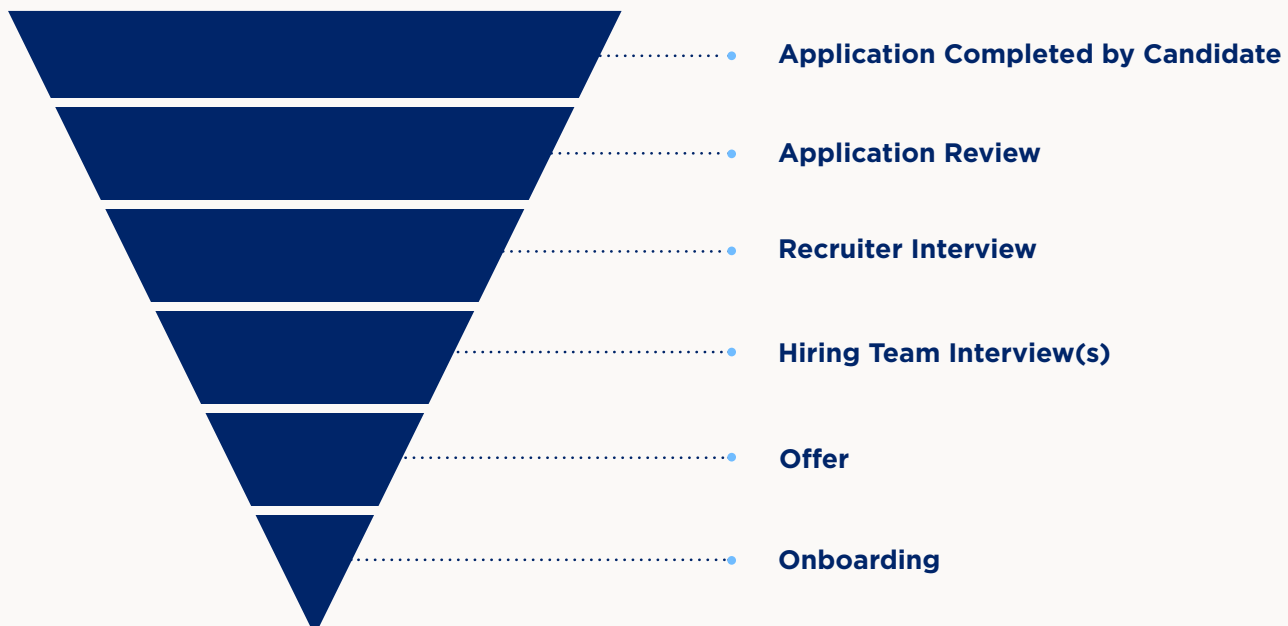 Application Completed by Candidate
Application Review
Recruiter Interview
Hiring Team Interview(s)
Offer
Onboarding